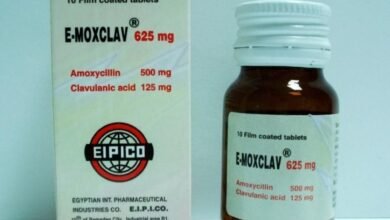 10 Film coated tablets
E-MOXCLAV® 625 mg
Amoxycillin 500 mg
Clavulanic acid 125 mg
EIPICO
EGYPTIAN INT. PHARMACEUTICAL
INDUSTRIES CO. E.I.P.I.CO.
10 Film coated tablets
E-MOXCLAV® 625 mg
Amoxycillin 500 mg
Clavulanic acid 125 mg